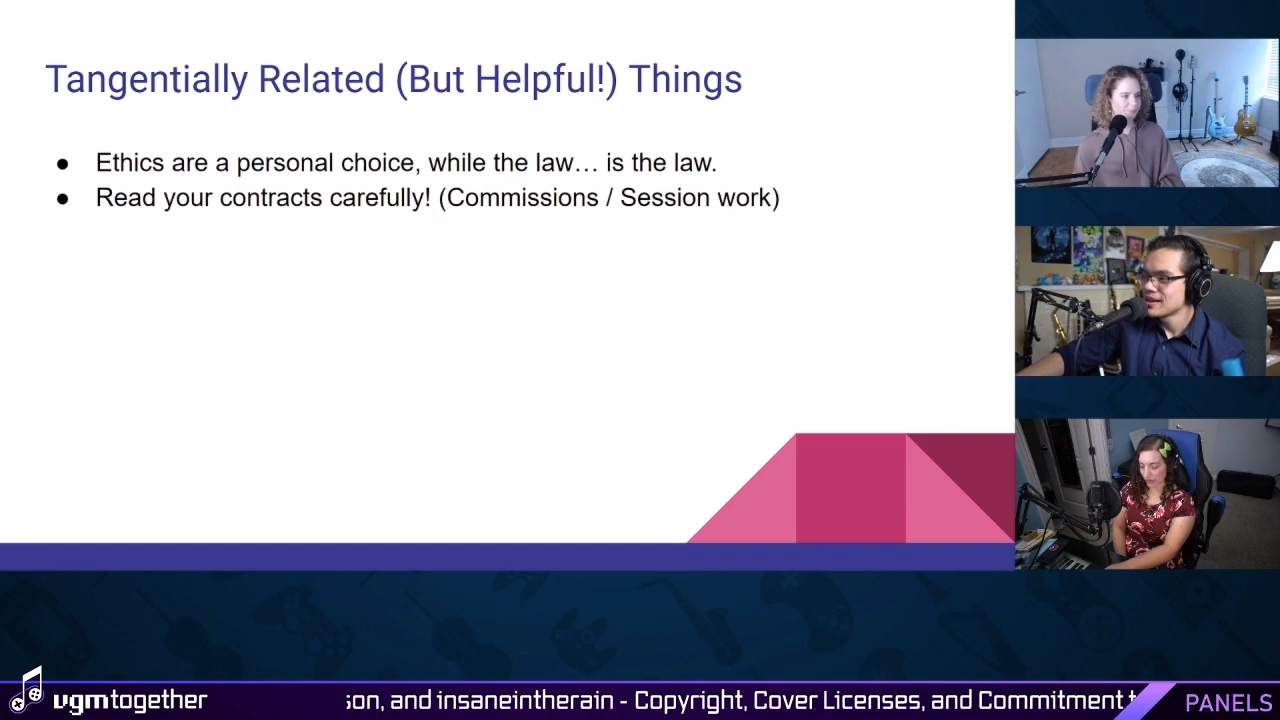 Tangentially Related (But Helpful!) Things
● Ethics are a personal choice, while the law… is the law.
● Read your contracts carefully! (Commissions / Session work)
vgmtogether
son, and insaneintherain - Copyright, Cover Licenses, and Commitment
PANELS